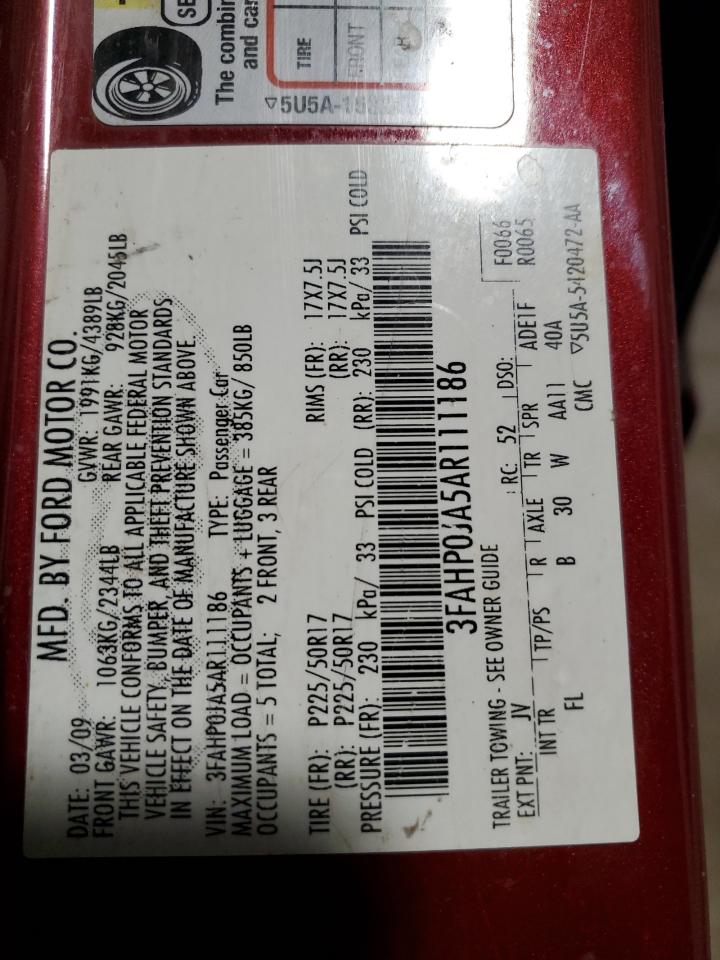 SE
The combin
and car
TIRE
FRONT
5U5A-
MFD. BY FORD MOTOR CO.
DATE: 03/09 GVWR: 1991KG/4389LB
FRONT GAWR: 1063KG/2344LB REAR GAWR: 928KG/2045LB
THIS VEHICLE CONFORMS TO ALL APPLICABLE FEDERAL MOTOR
VEHICLE SAFETY, BUMPER, AND THEFT PREVENTION STANDARDS
IN EFFECT ON THE DATE OF MANUFACTURE SHOWN ABOVE.
VIN: 3FAHP0JA5AR111186 TYPE: Passenger Car
MAXIMUM LOAD = OCCUPANTS + LUGGAGE = 385KG/ 850LB
OCCUPANTS = 5 TOTAL; 2 FRONT, 3 REAR
TIRE (FR): P225/50R17 RIMS (FR): 17X7.5J
(RR): P225/50R17 (RR): 17X7.5J
PRESSURE (FR): 230 kPa/ 33 PSI COLD (RR): 230 kPa/ 33 PSI COLD
3FAHP0JA5AR111186
TRAILER TOWING - SEE OWNER GUIDE F0066
EXT PNT: JV RC: 52 DSO: R0065
INT TR TP/PS R AXLE TR SPR ADE1F
FL B 30 W AA11 40A
CMC ▽5U5A-5420472-AA